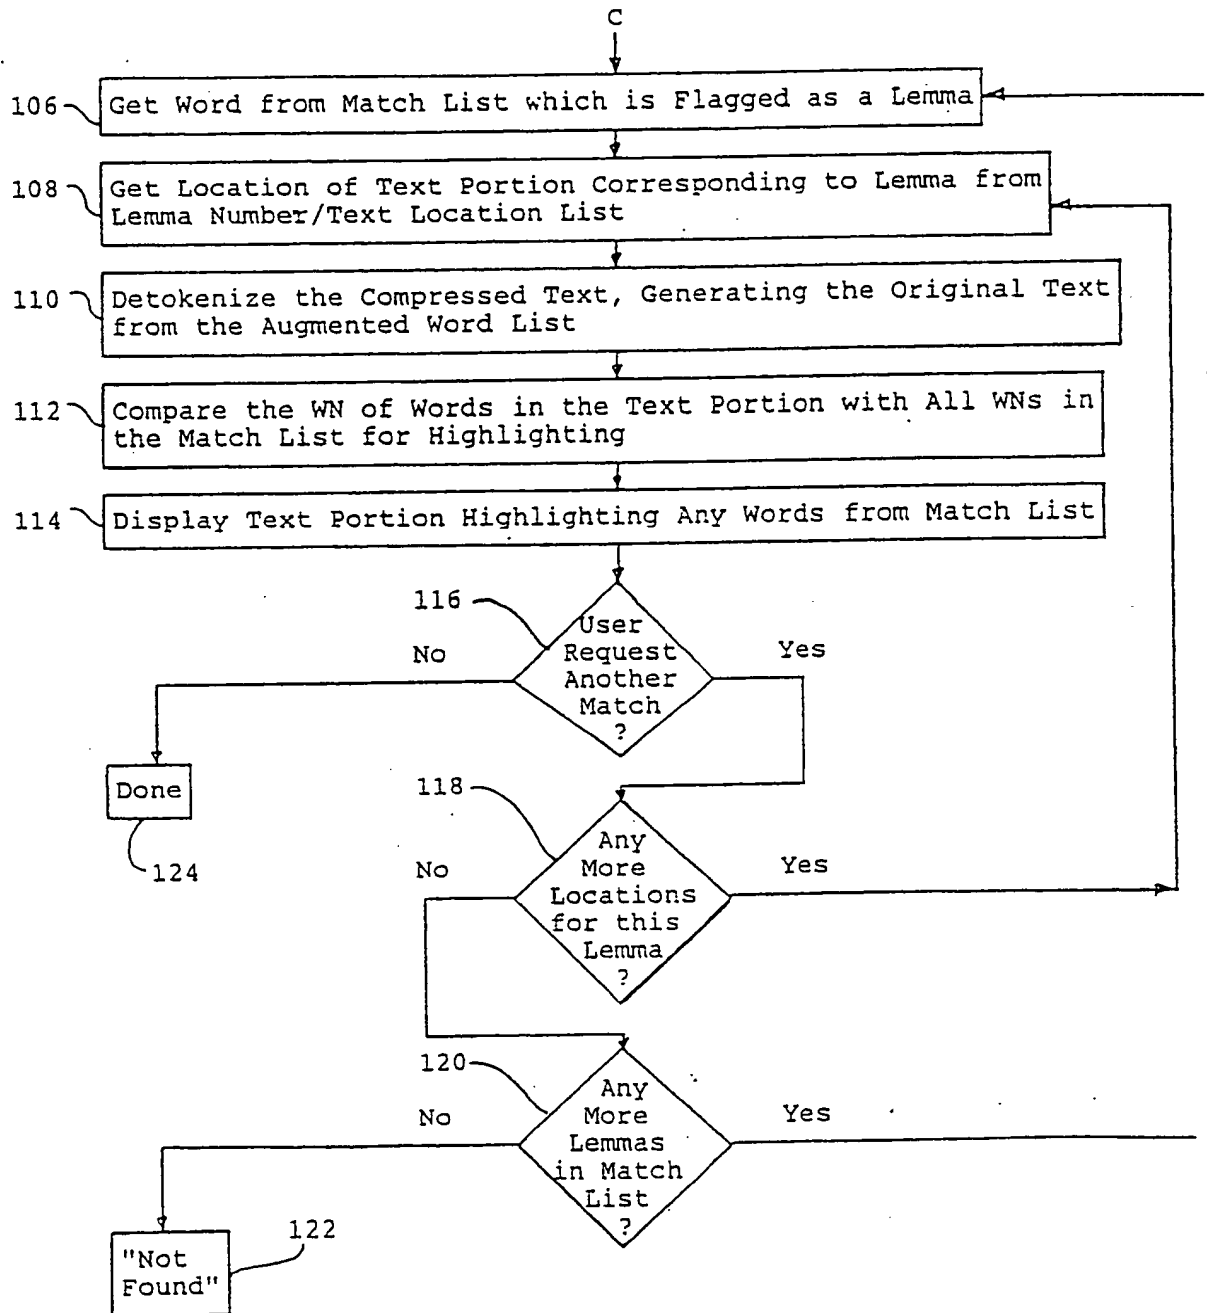 C
106
Get Word from Match List which is Flagged as a Lemma
108
Get Location of Text Portion Corresponding to Lemma from
Lemma Number/Text Location List
110
Detokenize the Compressed Text, Generating the Original Text
from the Augmented Word List
112
Compare the WN of Words in the Text Portion with All WNs in
the Match List for Highlighting
114
Display Text Portion Highlighting Any Words from Match List
116
User
Request
Another
Match
?
No
Yes
Done
124
118
Any
More
Locations
for this
Lemma
?
No
Yes
120
Any
More
Lemmas
in Match
List
?
No
Yes
"Not
Found"
122